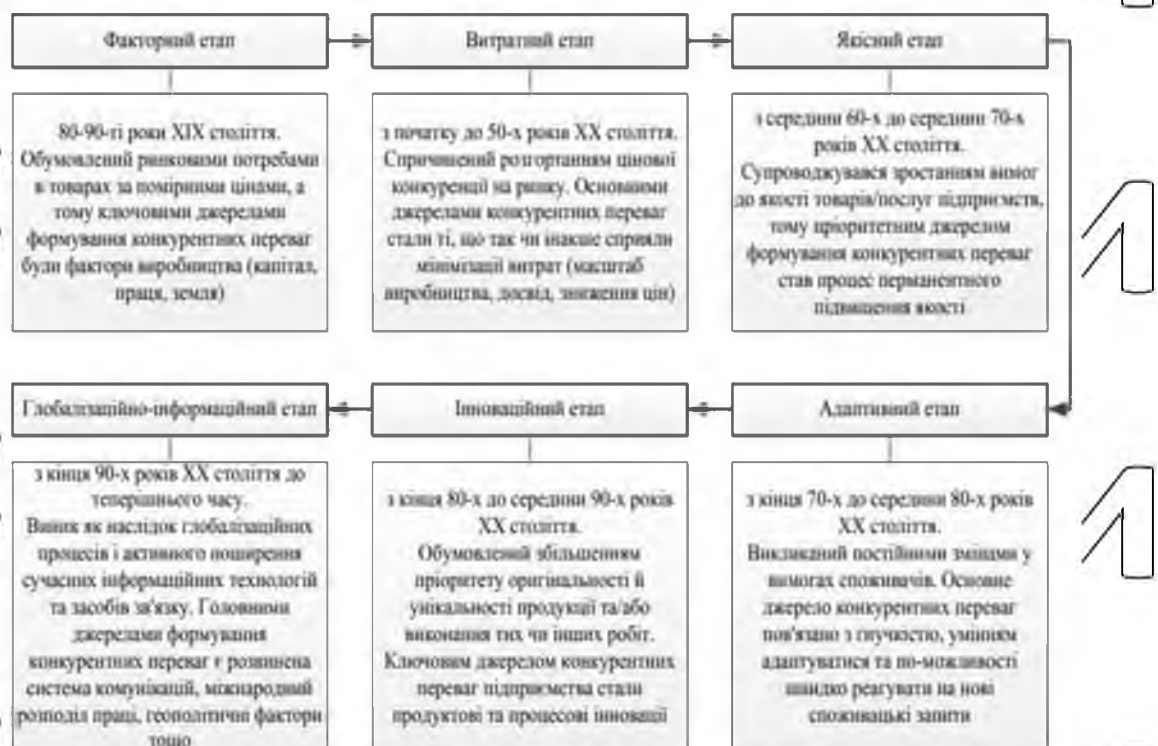 Факторний етап
80-90-ті роки XIX століття.
Обумовлений ринковими потребами
в товарах за помірними цінами, а
тому ключовими джерелами
формування конкурентних переваг
були фактори виробництва (капітал,
праця, земля)
Витратний етап
з початку до 50-х років XX століття.
Спричинений розгортанням цінової
конкуренції на ринку. Основними
джерелами конкурентних переваг
стали ті, що так чи інакше сприяли
мінімізації витрат (масштаб
виробництва, досвід, зниження цін)
Якісний етап
з середини 60-х до середини 70-х
років XX століття.
Супроводжувався зростанням вимог
до якості товарів/послуг підприємств,
тому пріоритетним джерелом
формування конкурентних переваг
став процес перманентного
підвищення якості
Адаптивний етап
з кінця 70-х до середини 80-х років
XX століття.
Викликаний постійними змінами у
вимогах споживачів. Основне
джерело конкурентних переваг
пов'язано з гнучкістю, умінням
адаптуватися та по-можливості
швидко реагувати на нові
споживацькі запити
Інноваційний етап
з кінця 80-х до середини 90-х років
XX століття.
Обумовлений збільшенням
пріоритету оригінальності й
унікальності продукції та/або
виконання тих чи інших робіт.
Ключовим джерелом конкурентних
переваг підприємства стали
продуктові та процесові інновації
Глобалізаційно-інформаційний етап
з кінця 90-х років XX століття до
теперішнього часу.
Виник як наслідок глобалізаційних
процесів і активного поширення
сучасних інформаційних технологій
та засобів зв'язку. Головними
джерелами формування
конкурентних переваг є розвинена
система комунікацій, міжнародний
розподіл праці, геополітичні фактори
тощо